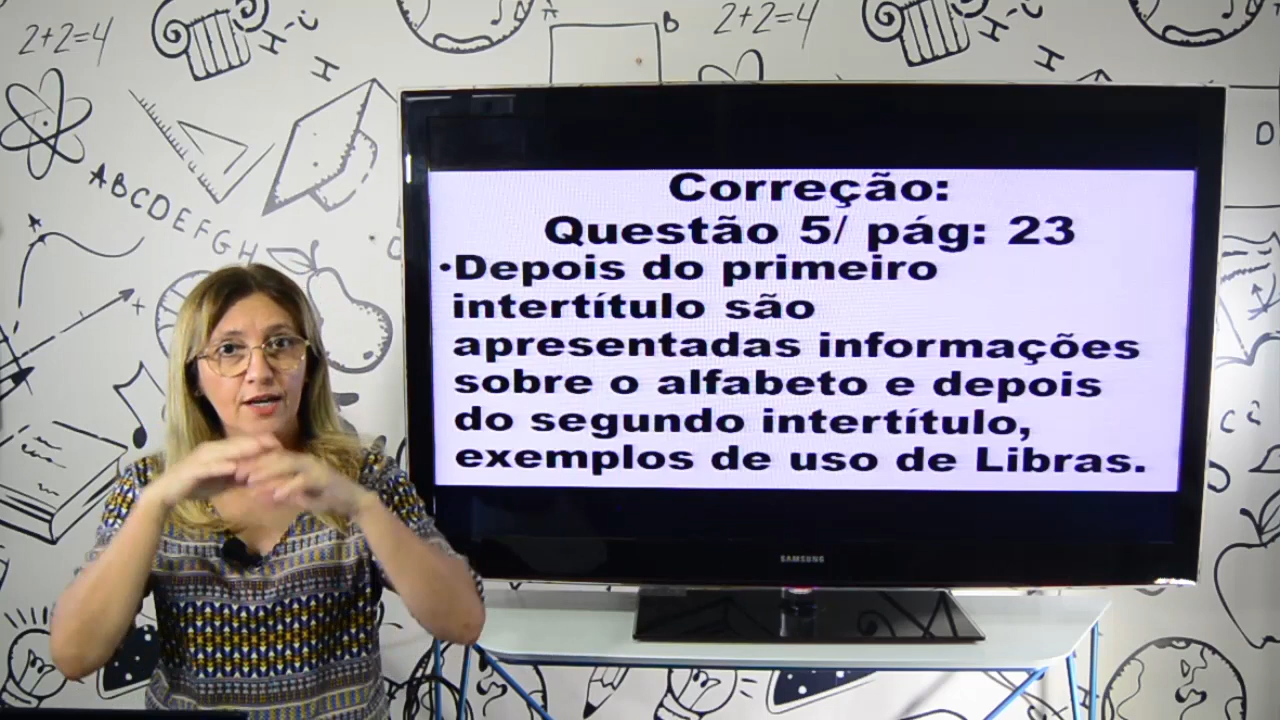 2+2=4
H-i
H
A
B
2+2=4
H-i
H
D
ABCDEFGH
x
Correção:
Questão 5/ pág: 23
•Depois do primeiro
intertítulo são
apresentadas informações
sobre o alfabeto e depois
do segundo intertítulo,
exemplos de uso de Libras.
SAMSUNG